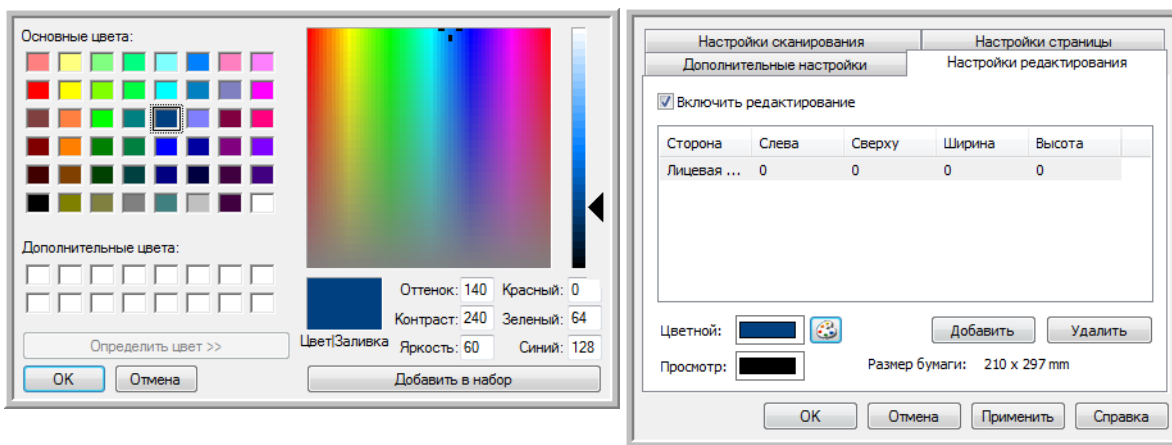 Основные цвета:
Дополнительные цвета:
Определить цвет >>
OK
Отмена
Цвет|Заливка
Оттенок: 140
Красный: 0
Контраст: 240
Зеленый: 64
Яркость: 60
Синий: 128
Добавить в набор
Настройки сканирования
Настройки страницы
Дополнительные настройки
Настройки редактирования
Включить редактирование
Сторона Слева Сверху Ширина Высота
Лицевая ... 0 0 0 0
Цветной:
Добавить
Удалить
Просмотр:
Размер бумаги: 210 x 297 mm
OK
Отмена
Применить
Справка